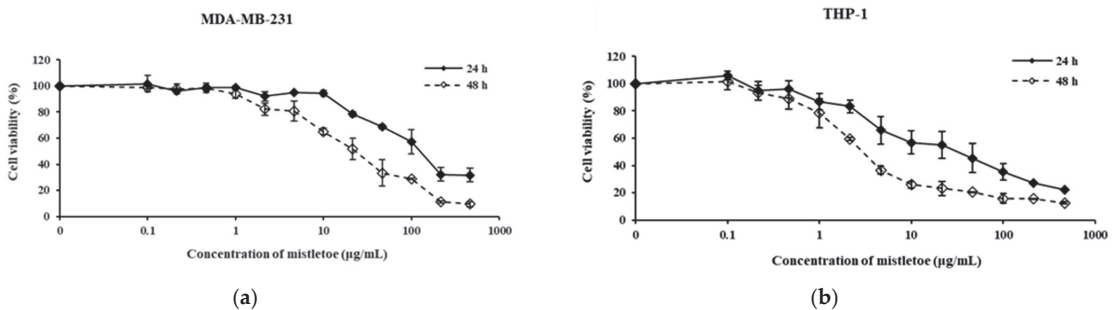 MDA-MB-231
120
100
80
60
40
20
0
Cell viability (%)
24 h
48 h
0
0.1
1
10
100
1000
Concentration of mistletoe (µg/mL)
(a)
THP-1
120
100
80
60
40
20
0
Cell viability (%)
24 h
48 h
0
0.1
1
10
100
1000
Concentration of mistletoe (µg/mL)
(b)